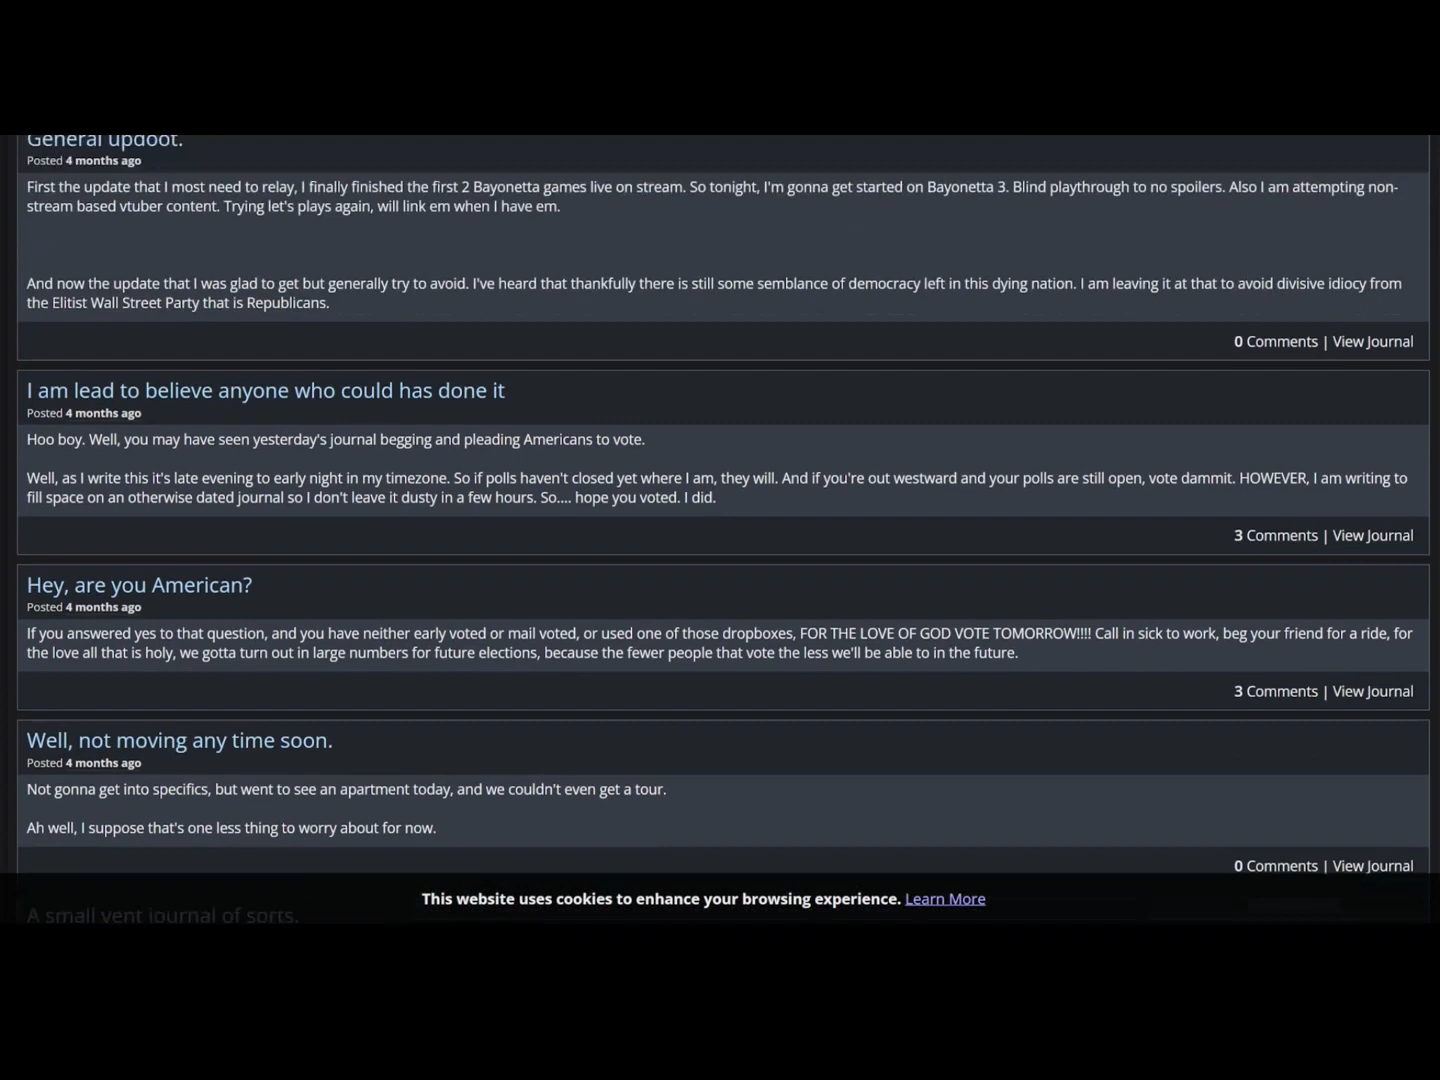 General updoot.
Posted 4 months ago
First the update that I most need to relay, I finally finished the first 2 Bayonetta games live on stream. So tonight, I'm gonna get started on Bayonetta 3. Blind playthrough to no spoilers. Also I am attempting non-
stream based vtuber content. Trying let's plays again, will link em when I have em.
And now the update that I was glad to get but generally try to avoid. I've heard that thankfully there is still some semblance of democracy left in this dying nation. I am leaving it at that to avoid divisive idiocy from
the Elitist Wall Street Party that is Republicans.
0 Comments | View Journal
I am lead to believe anyone who could has done it
Posted 4 months ago
Hoo boy. Well, you may have seen yesterday's journal begging and pleading Americans to vote.
Well, as I write this it's late evening to early night in my timezone. So if polls haven't closed yet where I am, they will. And if you're out westward and your polls are still open, vote dammit. HOWEVER, I am writing to
fill space on an otherwise dated journal so I don't leave it dusty in a few hours. So.... hope you voted. I did.
3 Comments | View Journal
Hey, are you American?
Posted 4 months ago
If you answered yes to that question, and you have neither early voted or mail voted, or used one of those dropboxes, FOR THE LOVE OF GOD VOTE TOMORROW!!!! Call in sick to work, beg your friend for a ride, for
the love all that is holy, we gotta turn out in large numbers for future elections, because the fewer people that vote the less we'll be able to in the future.
3 Comments | View Journal
Well, not moving any time soon.
Posted 4 months ago
Not gonna get into specifics, but went to see an apartment today, and we couldn't even get a tour.
Ah well, I suppose that's one less thing to worry about for now.
0 Comments | View Journal
This website uses cookies to enhance your browsing experience. Learn More
A small vent journal of sorts.